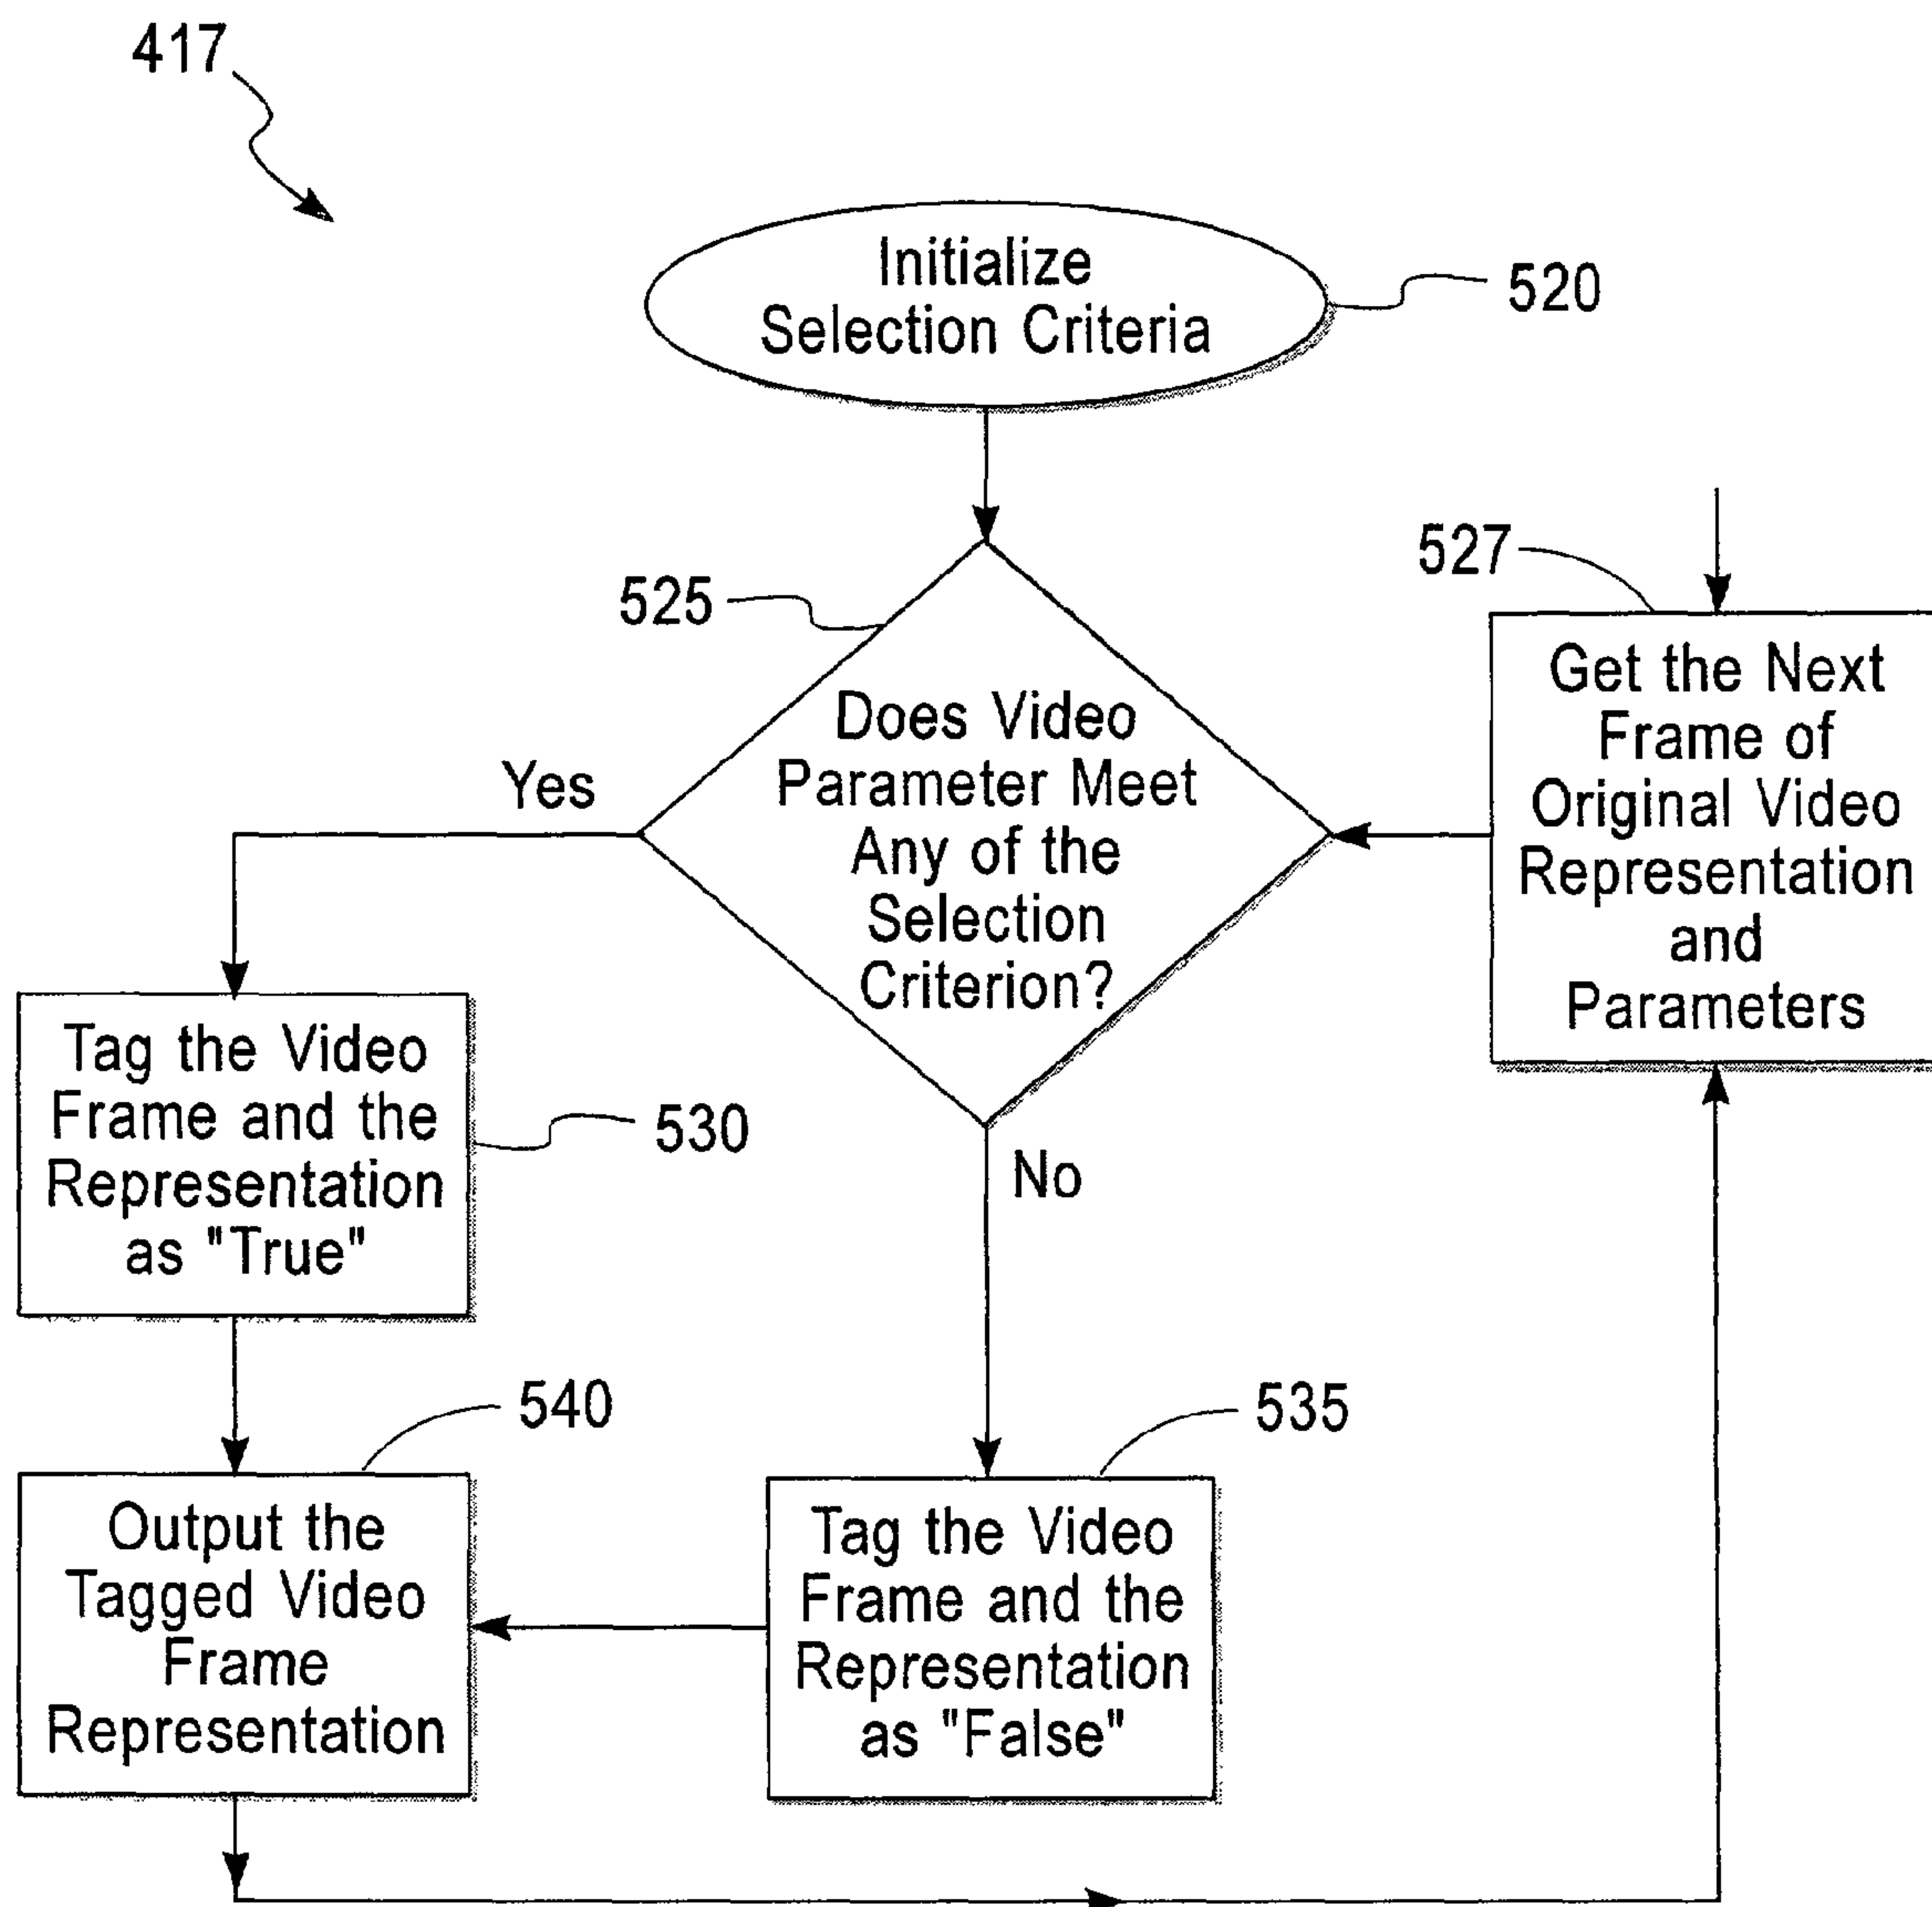 417
Initialize
Selection Criteria
520
525
Does Video
Parameter Meet
Any of the
Selection
Criterion?
527
Get the Next
Frame of
Original Video
Representation
and
Parameters
Yes
No
Tag the Video
Frame and the
Representation
as "True"
530
540
Output the
Tagged Video
Frame
Representation
535
Tag the Video
Frame and the
Representation
as "False"